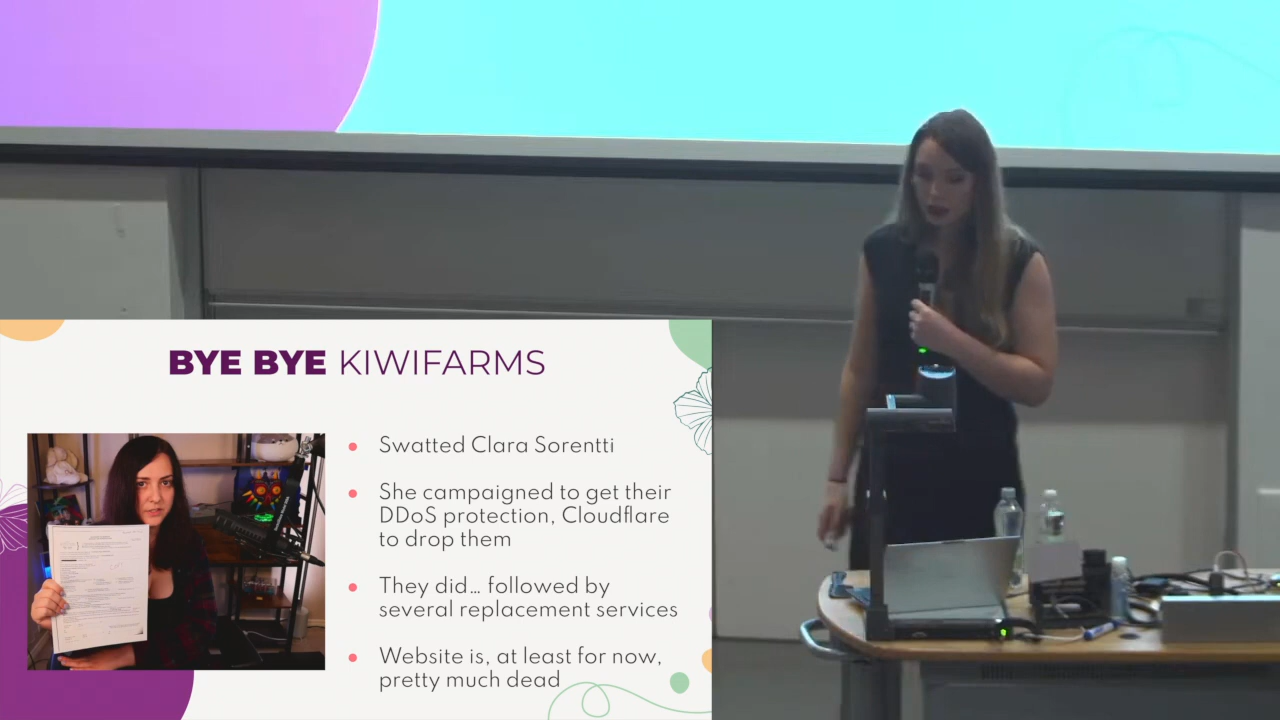 BYE BYE KIWIFARMS
Swatted Clara Sorentti
She campaigned to get their
DDoS protection, Cloudflare
to drop them
They did... followed by
several replacement services
Website is, at least for now,
pretty much dead